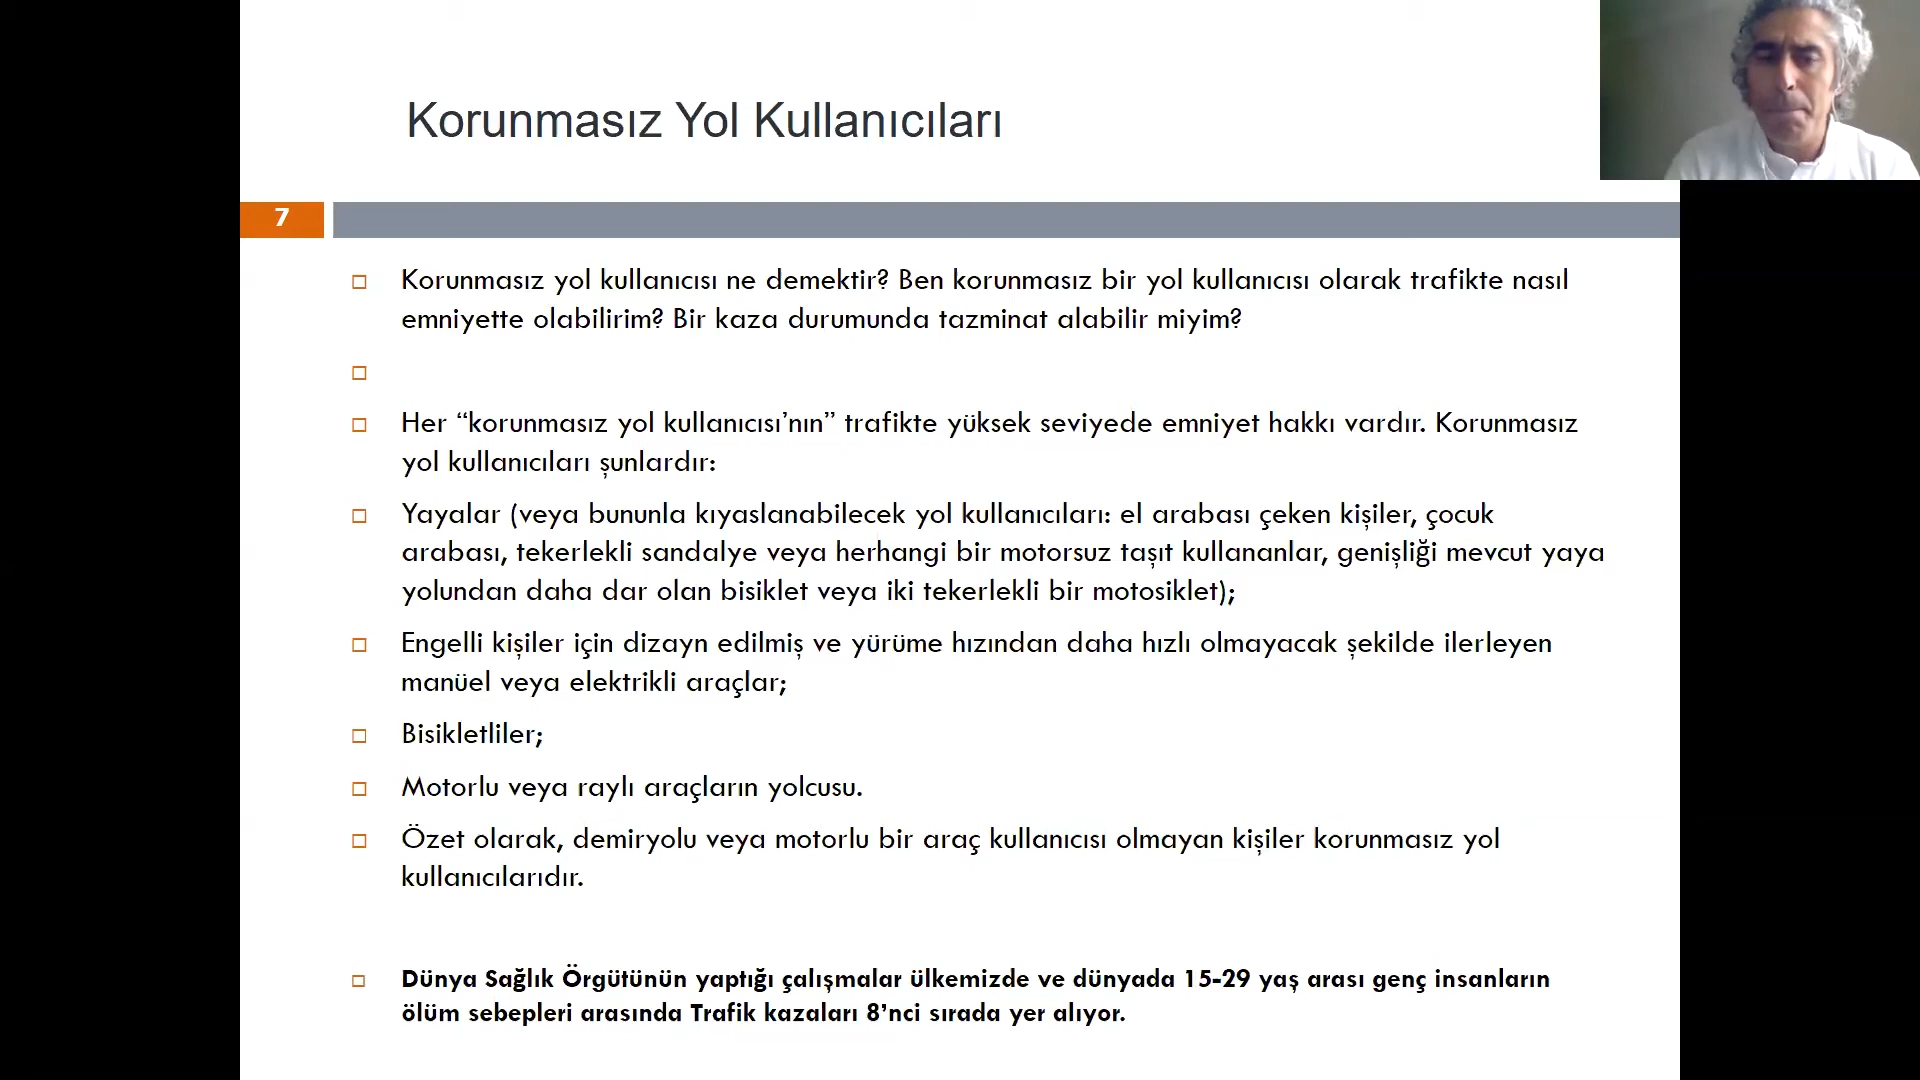 Korunmasız Yol Kullanıcıları
7
Korunmasız yol kullanıcısı ne demektir? Ben korunmasız bir yol kullanıcısı olarak trafikte nasıl
emniyette olabilirim? Bir kaza durumunda tazminat alabilir miyim?
Her “korunmasız yol kullanıcısı’nın” trafikte yüksek seviyede emniyet hakkı vardır. Korunmasız
yol kullanıcıları şunlardır:
Yayalar (veya bununla kıyaslanabilecek yol kullanıcıları: el arabası çeken kişiler, çocuk
arabası, tekerlekli sandalye veya herhangi bir motorsuz taşıt kullananlar, genişliği mevcut yaya
yolundan daha dar olan bisiklet veya iki tekerlekli bir motosiklet);
Engelli kişiler için dizayn edilmiş ve yürüme hızından daha hızlı olmayacak şekilde ilerleyen
manüel veya elektrikli araçlar;
Bisikletliler;
Motorlu veya raylı araçların yolcusu.
Özet olarak, demiryolu veya motorlu bir araç kullanıcısı olmayan kişiler korunmasız yol
kullanıcılarıdır.
Dünya Sağlık Örgütünün yaptığı çalışmalar ülkemizde ve dünyada 15-29 yaş arası genç insanların
ölüm sebepleri arasında Trafik kazaları 8’nci sırada yer alıyor.